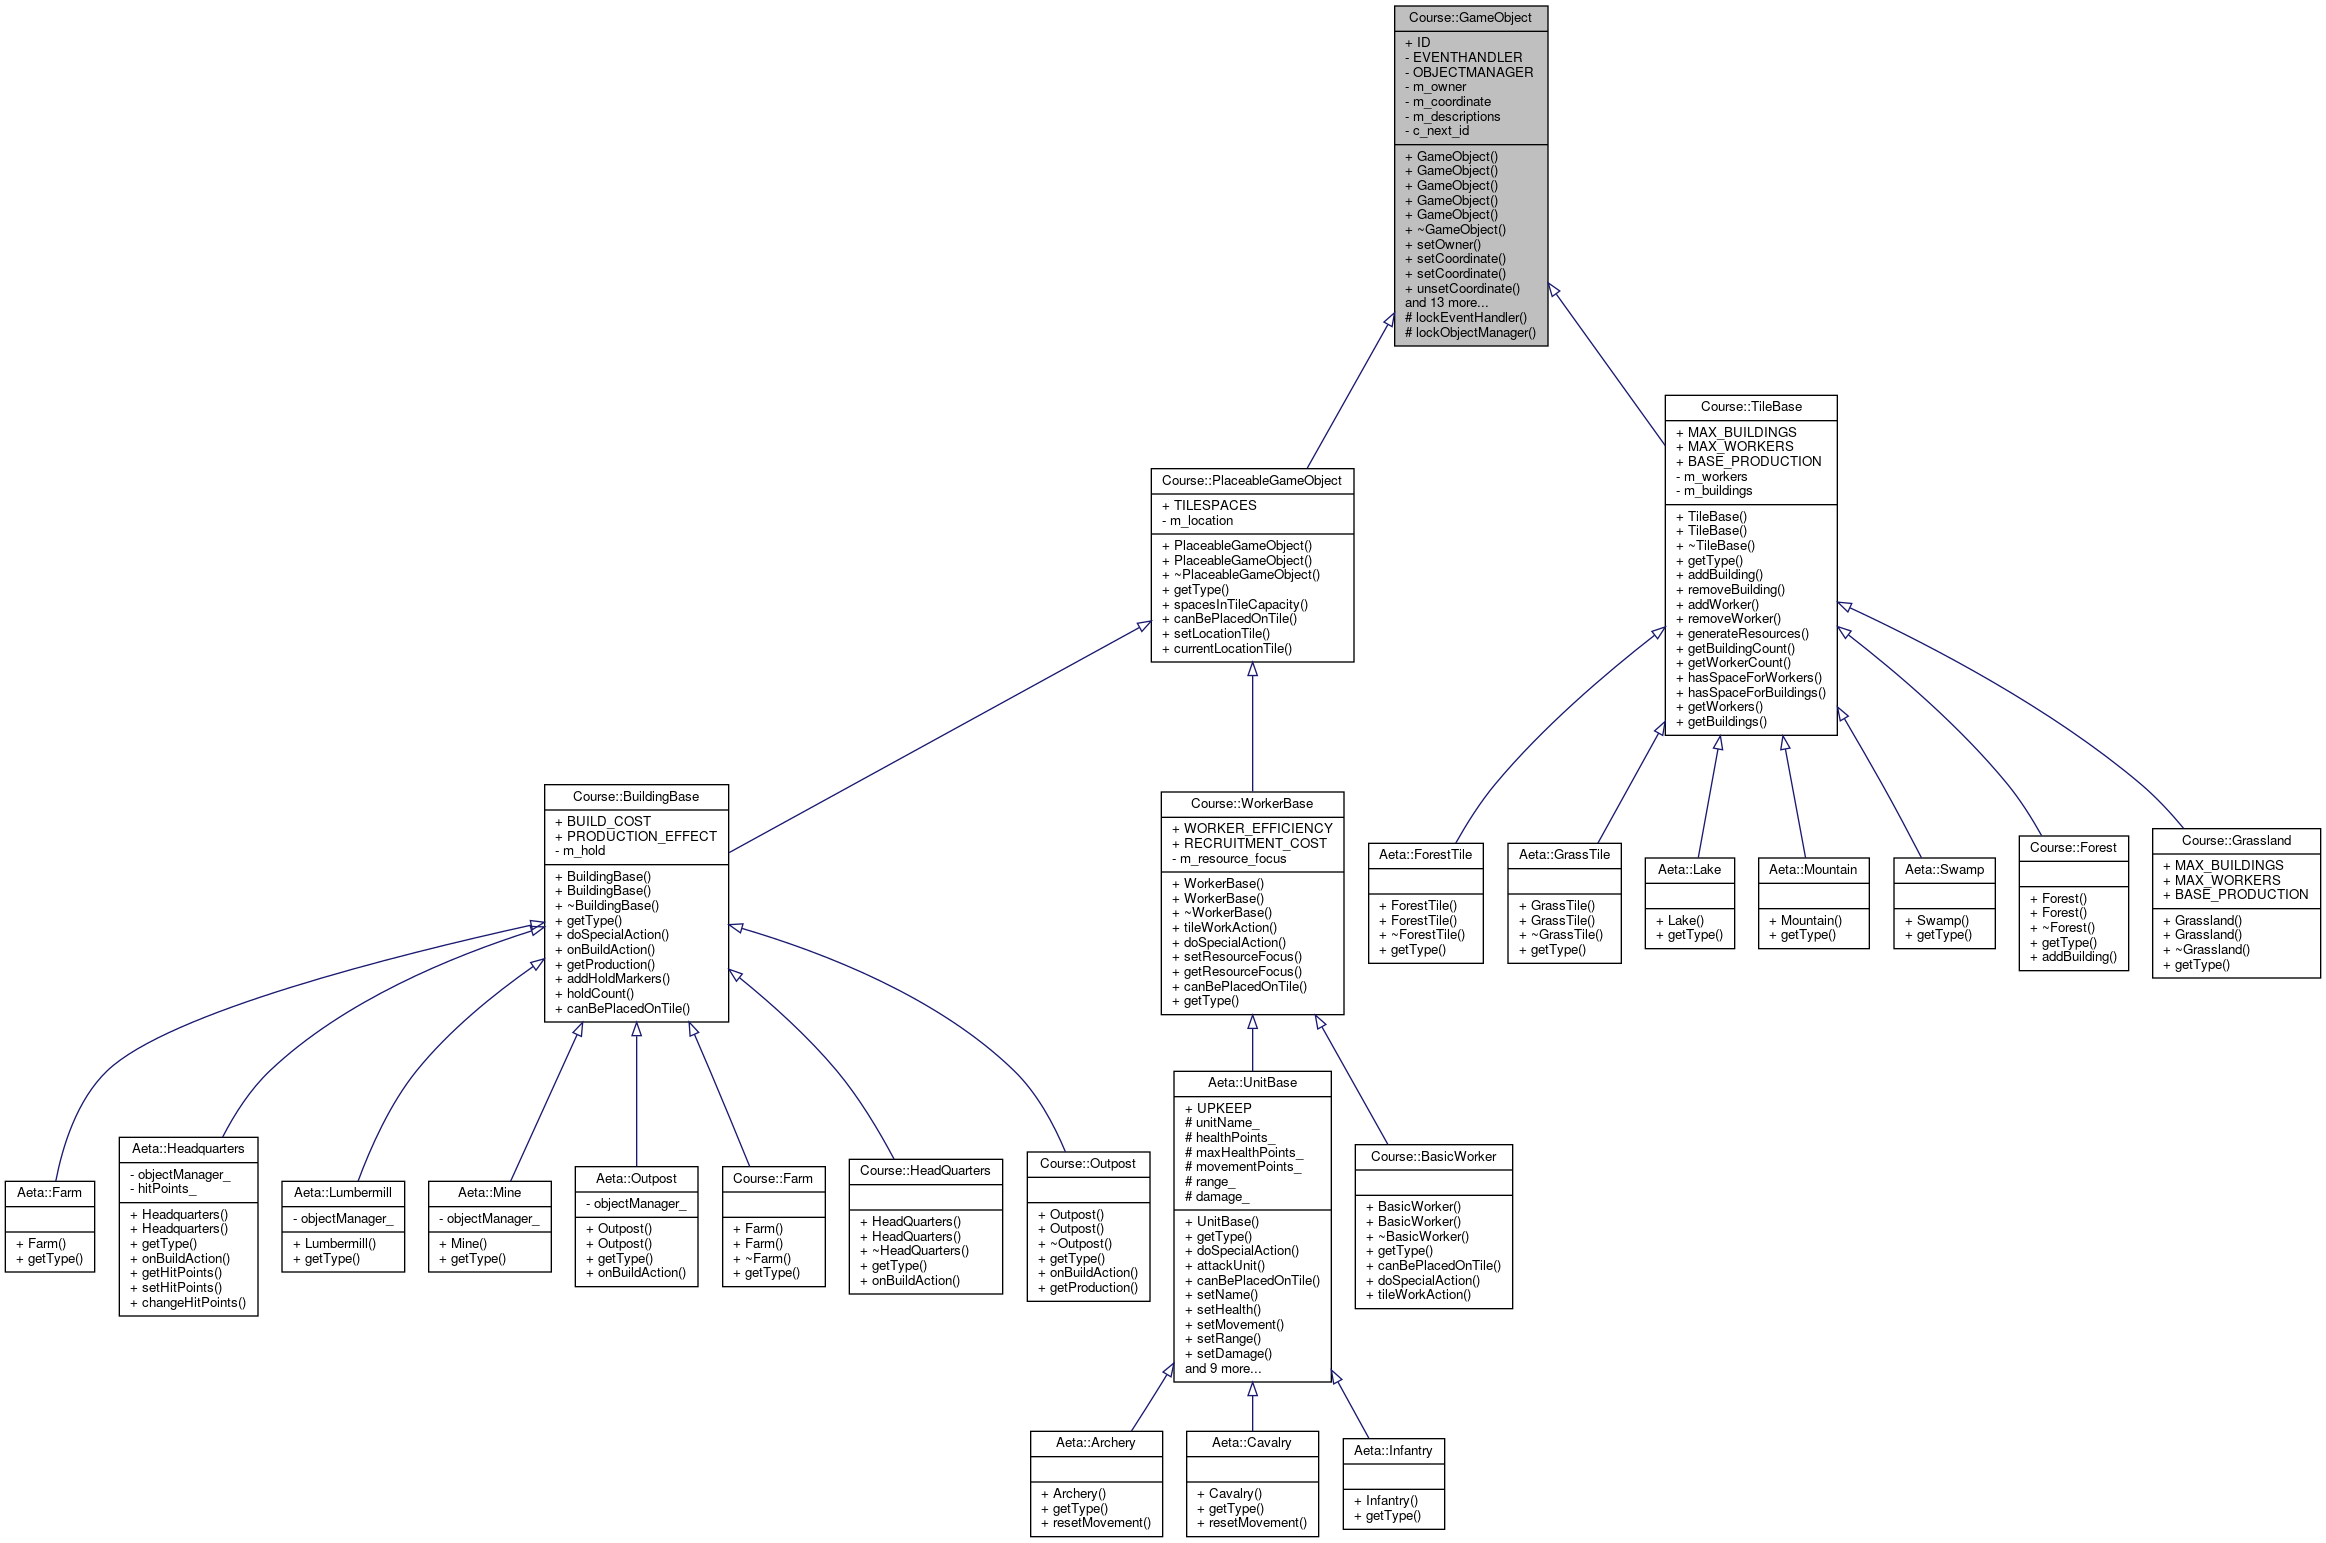 Course::GameObject
+ ID
- EVENTHANDLER
- OBJECTMANAGER
- m_owner
- m_coordinate
- m_descriptions
- c_next_id
+ GameObject()
+ GameObject()
+ GameObject()
+ GameObject()
+ GameObject()
+ ~GameObject()
+ setOwner()
+ setCoordinate()
+ setCoordinate()
+ unsetCoordinate()
and 13 more...
# lockEventHandler()
# lockObjectManager()
Course::TileBase
+ MAX_BUILDINGS
+ MAX_WORKERS
+ BASE_PRODUCTION
- m_workers
- m_buildings
+ TileBase()
+ TileBase()
+ ~TileBase()
+ getType()
+ addBuilding()
+ removeBuilding()
+ addWorker()
+ removeWorker()
+ generateResources()
+ getBuildingCount()
+ getWorkerCount()
+ hasSpaceForWorkers()
+ hasSpaceForBuildings()
+ getWorkers()
+ getBuildings()
Course::PlaceableGameObject
+ TILESPACES
- m_location
+ PlaceableGameObject()
+ PlaceableGameObject()
+ ~PlaceableGameObject()
+ getType()
+ spacesInTileCapacity()
+ canBePlacedOnTile()
+ setLocationTile()
+ currentLocationTile()
Course::BuildingBase
+ BUILD_COST
+ PRODUCTION_EFFECT
- m_hold
+ BuildingBase()
+ BuildingBase()
+ ~BuildingBase()
+ getType()
+ doSpecialAction()
+ onBuildAction()
+ getProduction()
+ addHoldMarkers()
+ holdCount()
+ canBePlacedOnTile()
Course::WorkerBase
+ WORKER_EFFICIENCY
+ RECRUITMENT_COST
- m_resource_focus
+ WorkerBase()
+ WorkerBase()
+ ~WorkerBase()
+ tileWorkAction()
+ doSpecialAction()
+ setResourceFocus()
+ getResourceFocus()
+ canBePlacedOnTile()
+ getType()
Aeta::ForestTile
+ ForestTile()
+ ForestTile()
+ ~ForestTile()
+ getType()
Aeta::GrassTile
+ GrassTile()
+ GrassTile()
+ ~GrassTile()
+ getType()
Aeta::Lake
+ Lake()
+ getType()
Aeta::Mountain
+ Mountain()
+ getType()
Aeta::Swamp
+ Swamp()
+ getType()
Course::Forest
+ Forest()
+ Forest()
+ ~Forest()
+ getType()
+ addBuilding()
Course::Grassland
+ MAX_BUILDINGS
+ MAX_WORKERS
+ BASE_PRODUCTION
+ Grassland()
+ Grassland()
+ ~Grassland()
+ getType()
Aeta::Farm
+ Farm()
+ getType()
Aeta::Headquarters
- objectManager_
- hitPoints_
+ Headquarters()
+ Headquarters()
+ getType()
+ onBuildAction()
+ getHitPoints()
+ setHitPoints()
+ changeHitPoints()
Aeta::Lumbermill
- objectManager_
+ Lumbermill()
+ getType()
Aeta::Mine
- objectManager_
+ Mine()
+ getType()
Aeta::Outpost
- objectManager_
+ Outpost()
+ Outpost()
+ getType()
+ onBuildAction()
Course::Farm
+ Farm()
+ Farm()
+ ~Farm()
+ getType()
Course::HeadQuarters
+ HeadQuarters()
+ HeadQuarters()
+ ~HeadQuarters()
+ getType()
+ onBuildAction()
Course::Outpost
+ Outpost()
+ Outpost()
+ ~Outpost()
+ getType()
+ onBuildAction()
+ getProduction()
Aeta::UnitBase
+ UPKEEP
# unitName_
# healthPoints_
# maxHealthPoints_
# movementPoints_
# range_
# damage_
+ UnitBase()
+ getType()
+ doSpecialAction()
+ attackUnit()
+ canBePlacedOnTile()
+ setName()
+ setHealth()
+ setMovement()
+ setRange()
+ setDamage()
and 9 more...
Course::BasicWorker
+ BasicWorker()
+ BasicWorker()
+ ~BasicWorker()
+ getType()
+ canBePlacedOnTile()
+ doSpecialAction()
+ tileWorkAction()
Aeta::Archery
+ Archery()
+ getType()
+ resetMovement()
Aeta::Cavalry
+ Cavalry()
+ getType()
+ resetMovement()
Aeta::Infantry
+ Infantry()
+ getType()